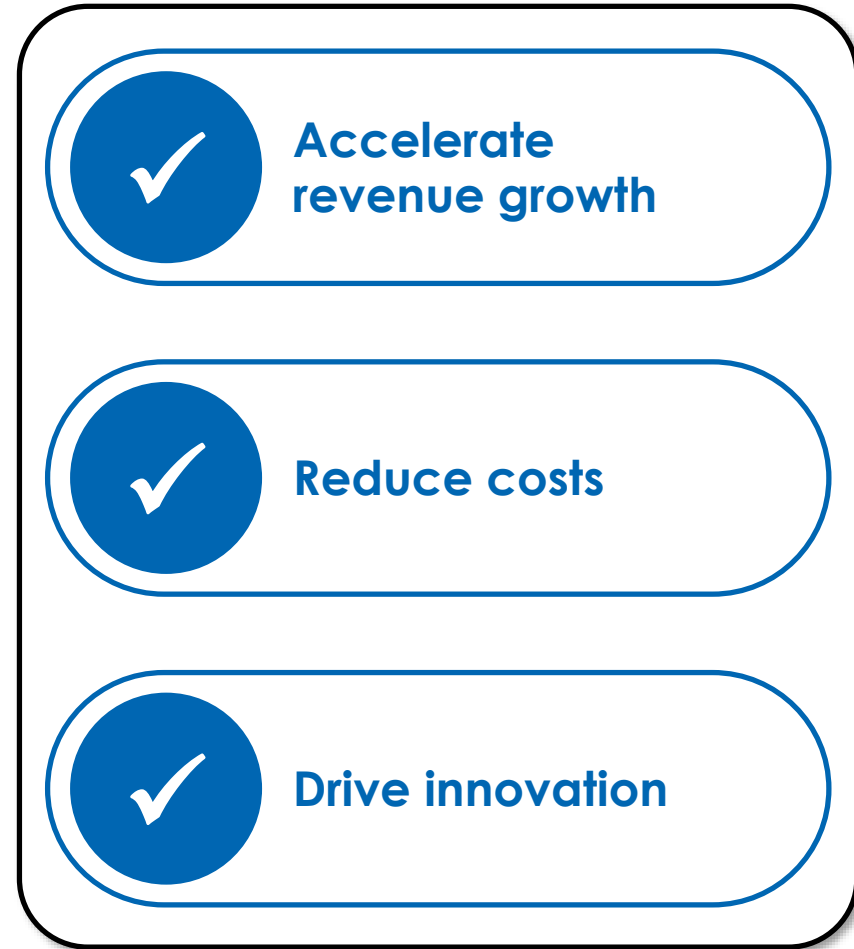 Accelerate
revenue growth
Reduce costs
Drive innovation